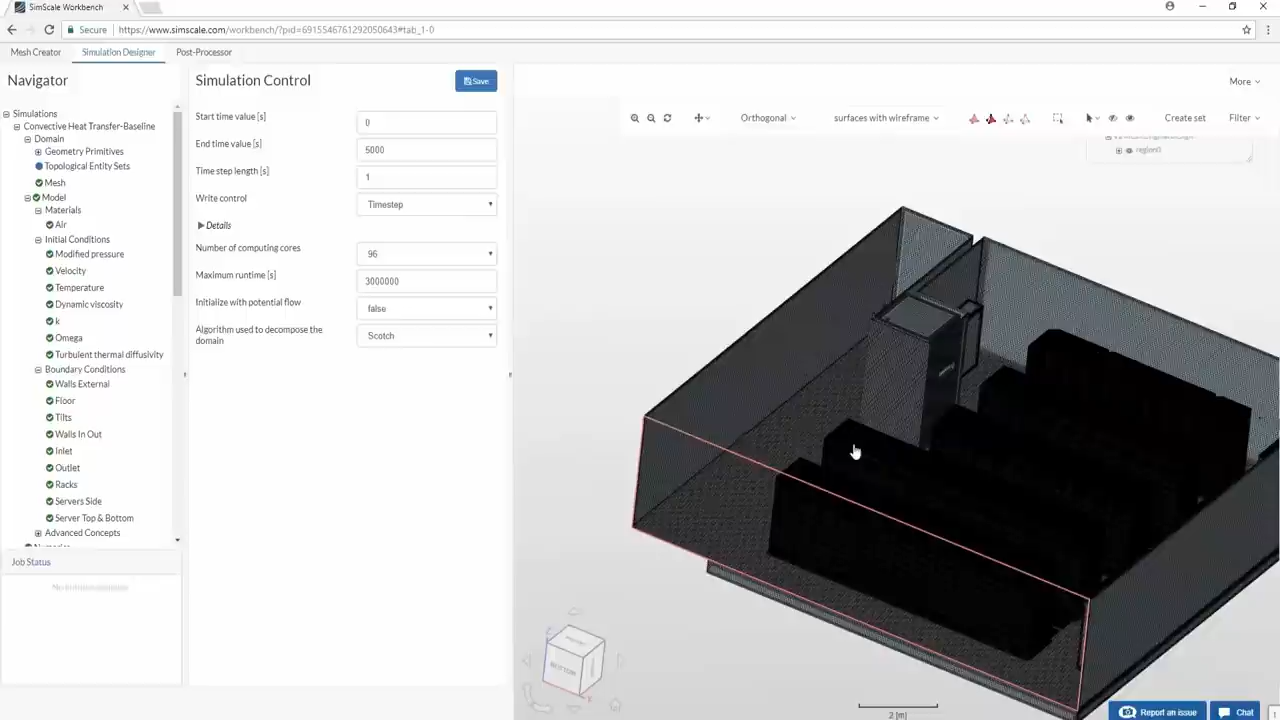 SimScale Workbench
Secure
https://www.simscale.com/workbench/?pid=6915546761292050643#tab_1-0
Mesh Creator
Simulation Designer
Post-Processor
Navigator
Simulations
Convective Heat Transfer-Baseline
Domain
Geometry Primitives
Topological Entity Sets
Mesh
Model
Materials
Air
Initial Conditions
Modified pressure
Velocity
Temperature
Dynamic viscosity
k
Omega
Turbulent thermal diffusivity
Boundary Conditions
Walls External
Floor
Tilts
Walls In Out
Inlet
Outlet
Racks
Servers Side
Server Top & Bottom
Advanced Concepts
Job Status
Simulation Control
Save
Start time value [s]
0
End time value [s]
5000
Time step length [s]
1
Write control
Timestep
Details
Number of computing cores
96
Maximum runtime [s]
3000000
Initialize with potential flow
false
Algorithm used to decompose the
domain
Scotch
More
Orthogonal
surfaces with wireframe
Create set
Filter
region0
BOTTOM
2 [m]
Report an issue
Chat